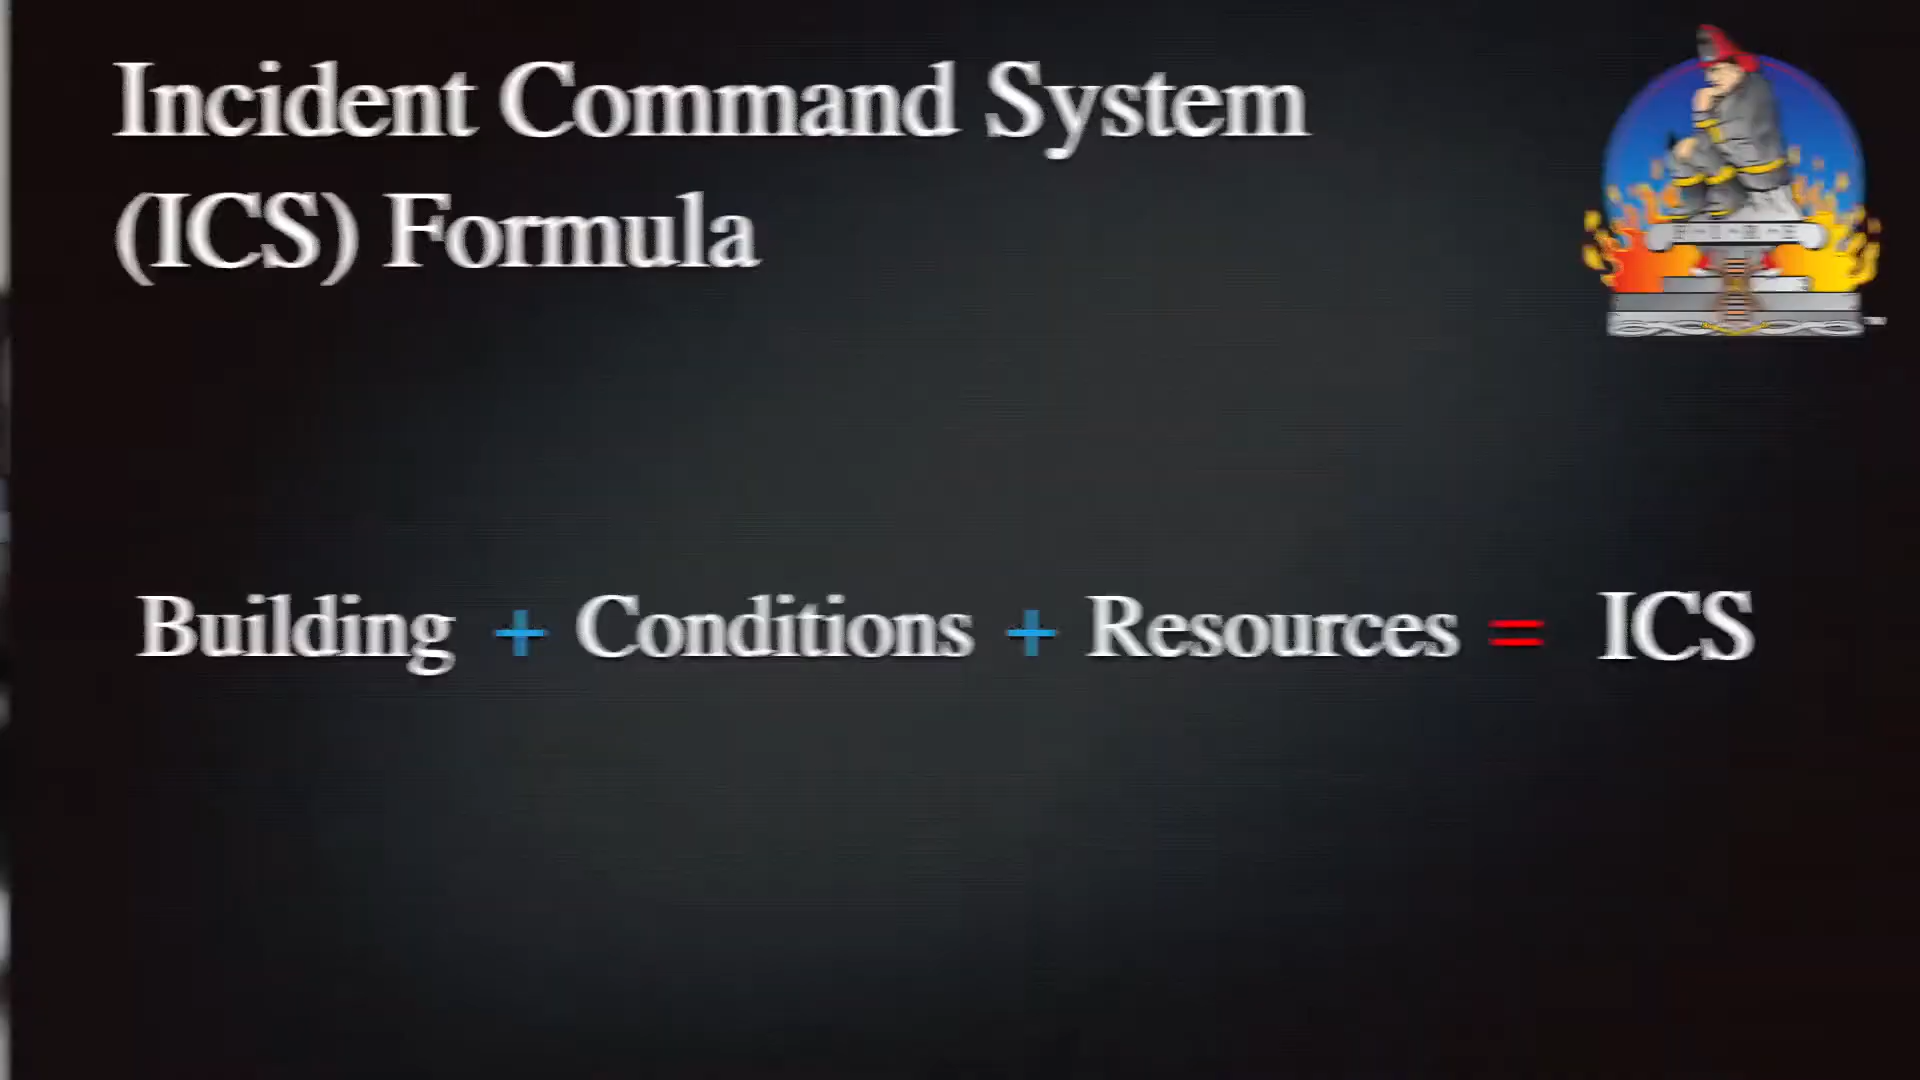 Incident Command System
(ICS) Formula
Building + Conditions + Resources = ICS